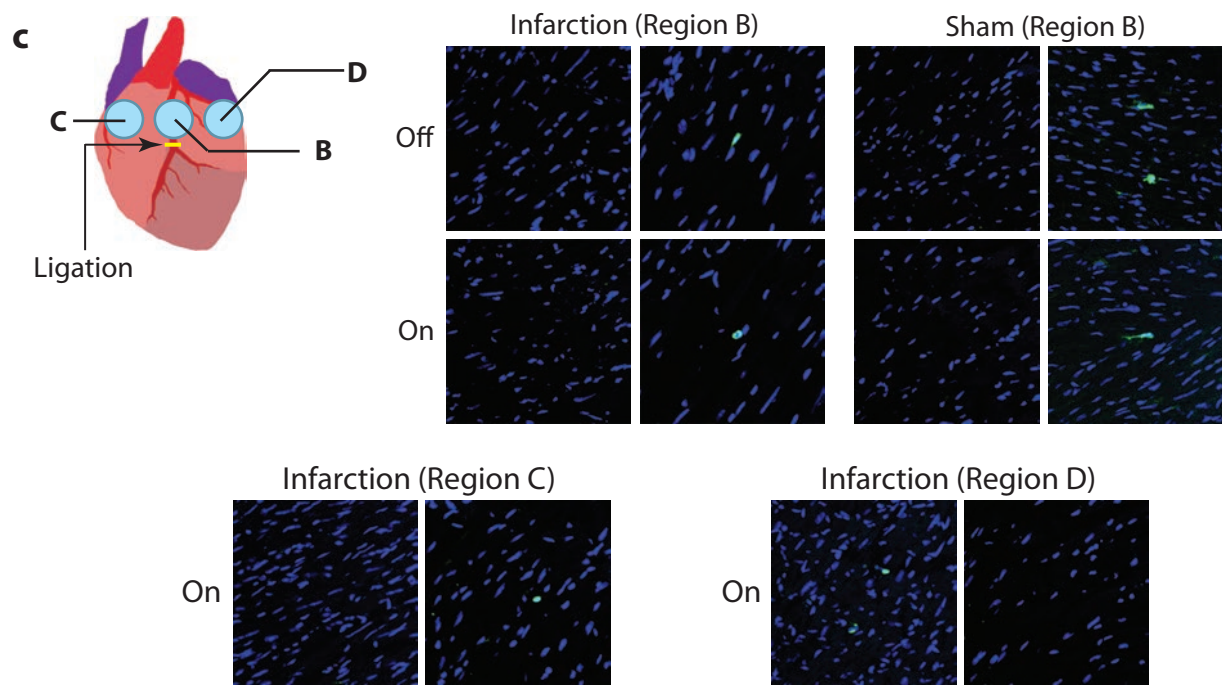 c
D
C
B
Ligation
Infarction (Region B)
Sham (Region B)
Off
On
Infarction (Region C)
Infarction (Region D)
On
On